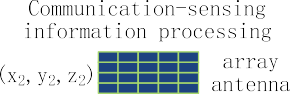 Communication-sensing
information processing
(x₂, y₂, z₂)
array
antenna